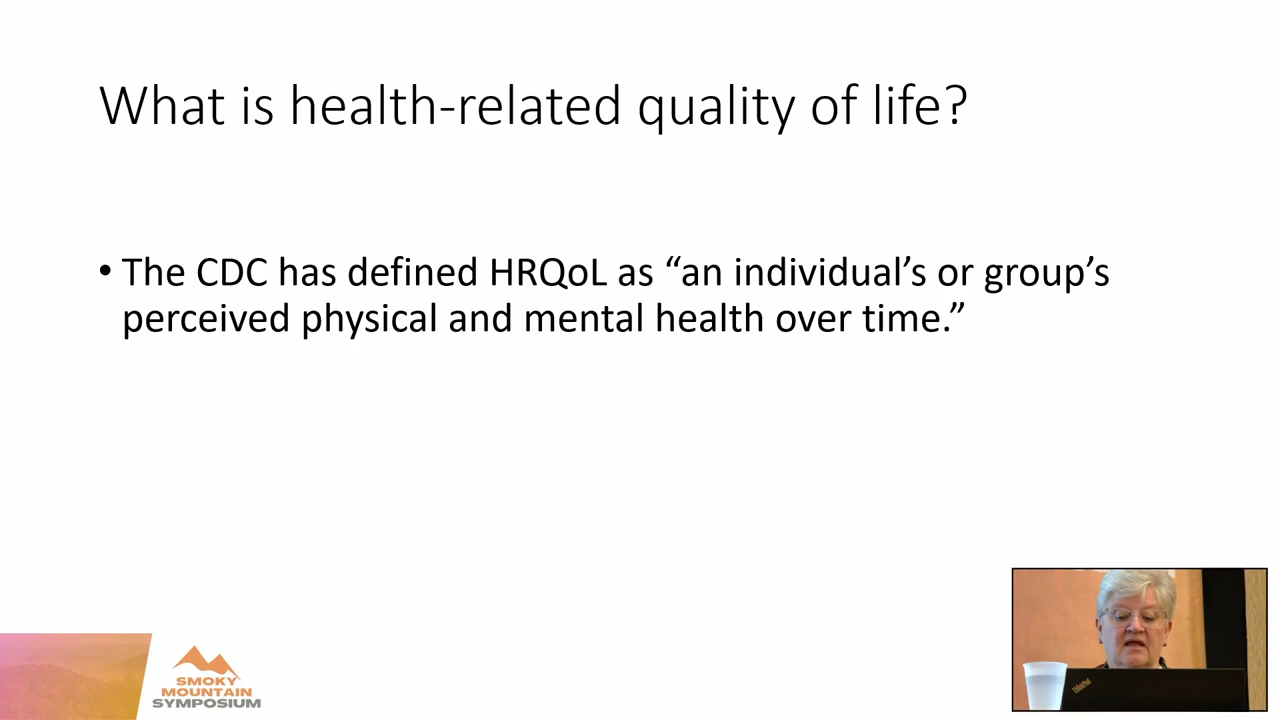 What is health-related quality of life?
• The CDC has defined HRQoL as “an individual’s or group’s
perceived physical and mental health over time.”
SMOKY
MOUNTAIN
SYMPOSIUM
ThinkPad